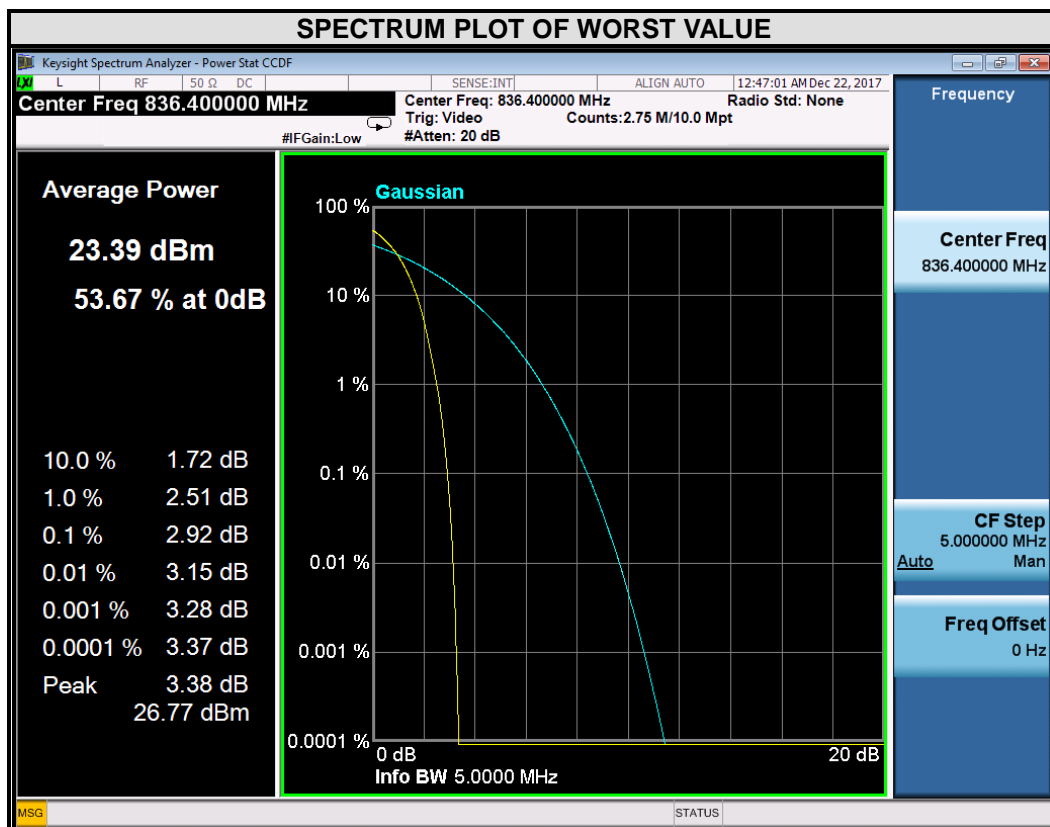 SPECTRUM PLOT OF WORST VALUE
Keysight Spectrum Analyzer - Power Stat CCDF
LXI L RF 50 Ω DC SENSE:INT ALIGN AUTO 12:47:01 AM Dec 22, 2017
Center Freq 836.400000 MHz
Center Freq: 836.400000 MHz Radio Std: None
Trig: Video Counts:2.75 M/10.0 Mpt
#IFGain:Low #Atten: 20 dB
Frequency
Average Power
23.39 dBm
53.67 % at 0dB
10.0 % 1.72 dB
1.0 % 2.51 dB
0.1 % 2.92 dB
0.01 % 3.15 dB
0.001 % 3.28 dB
0.0001 % 3.37 dB
Peak 3.38 dB
26.77 dBm
Gaussian
100 %
10 %
1 %
0.1 %
0.01 %
0.001 %
0.0001 %
0 dB 20 dB
Info BW 5.0000 MHz
Center Freq
836.400000 MHz
CF Step
5.000000 MHz
Auto Man
Freq Offset
0 Hz
MSG STATUS